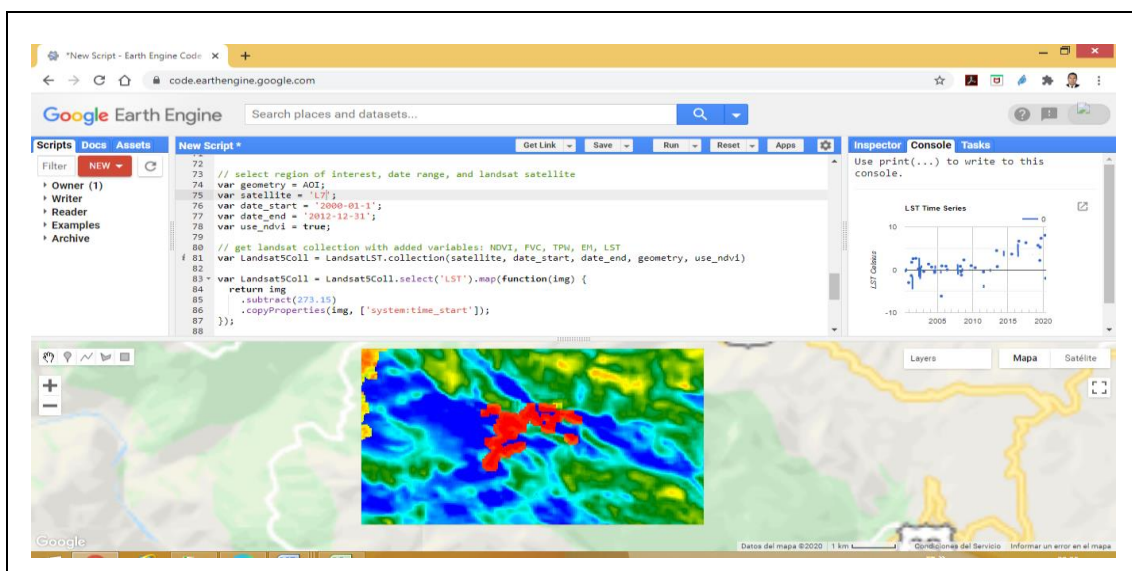 *New Script - Earth Engine Code
code.earthengine.google.com
Google Earth Engine
Search places and datasets...
Scripts Docs Assets
Filter NEW
Owner (1)
Writer
Reader
Examples
Archive
New Script *
Get Link Save Run Reset Apps
72
73 // select region of interest, date range, and landsat satellite
74 var geometry = AOI;
75 var satellite = 'L7';
76 var date_start = '2000-01-1';
77 var date_end = '2012-12-31';
78 var use_ndvi = true;
79
80 // get landsat collection with added variables: NDVI, FVC, TPW, EM, LST
i 81 var Landsat5Coll = LandsatLST.collection(satellite, date_start, date_end, geometry, use_ndvi)
82
83 var Landsat5Coll = Landsat5Coll.select('LST').map(function(img) {
84 return img
85 .subtract(273.15)
86 .copyProperties(img, ['system:time_start']);
87 });
88
Inspector Console Tasks
Use print(...) to write to this
console.
LST Time Series
0
10
0
-10
LST Celsius
2005 2010 2015 2020
Layers
Mapa Satélite
Google
Datos del mapa ©2020 1 km Condiciones del Servicio Informar un error en el mapa